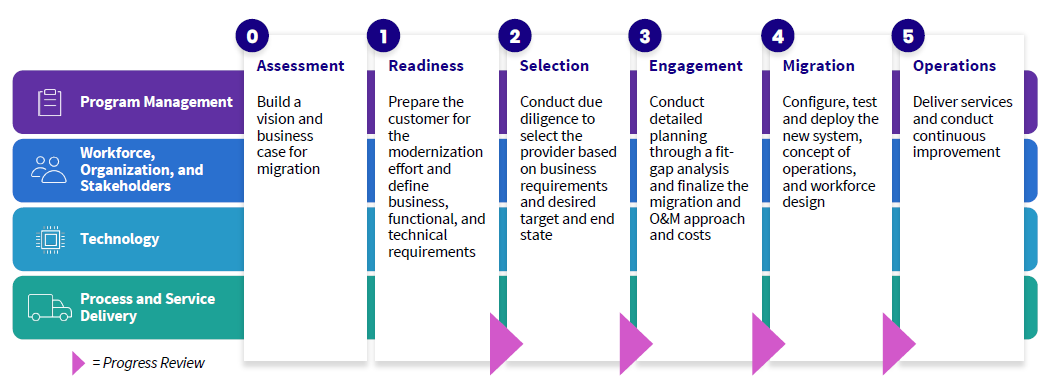 0
Assessment
Build a
vision and
business
case for
migration
1
Readiness
Prepare the
customer for
the
modernization
effort and
define
business,
functional, and
technical
requirements
2
Selection
Conduct due
diligence to
select the
provider based
on business
requirements
and desired
target and end
state
3
Engagement
Conduct
detailed
planning
through a fit-
gap analysis
and finalize the
migration and
O&M approach
and costs
4
Migration
Configure, test
and deploy the
new system,
concept of
operations,
and workforce
design
5
Operations
Deliver services
and conduct
continuous
improvement
Program Management
Workforce,
Organization, and
Stakeholders
Technology
Process and Service
Delivery
= Progress Review